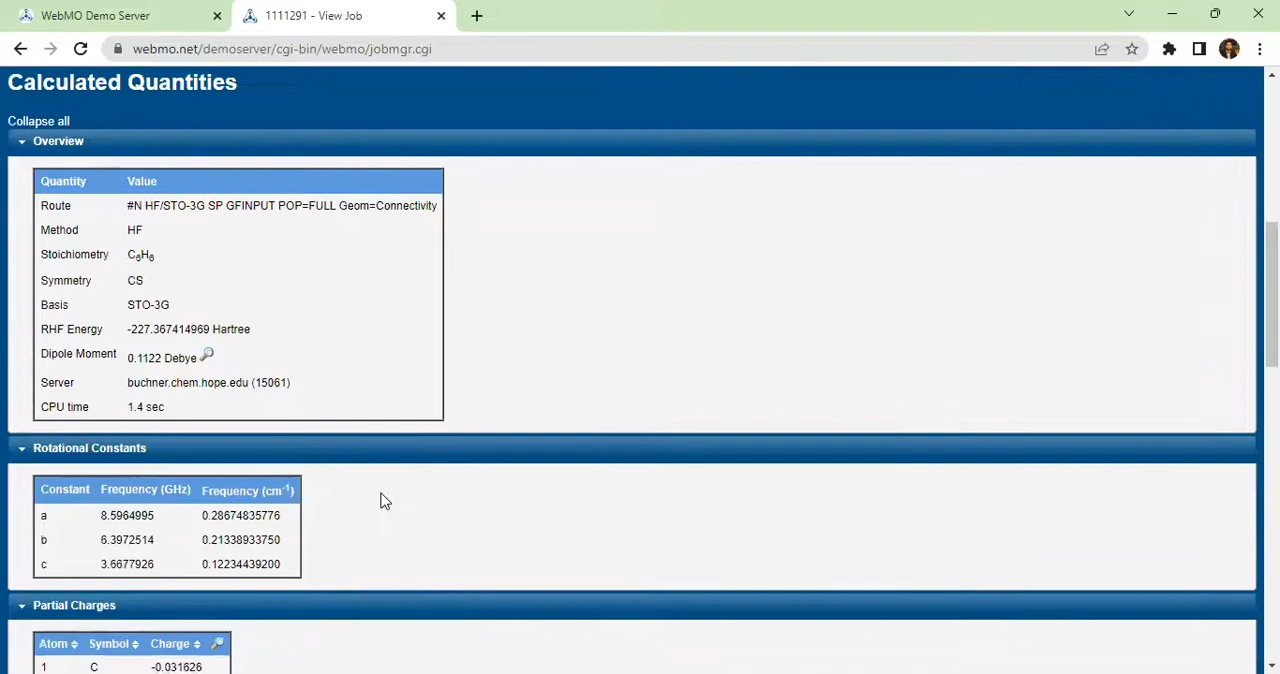 WebMO Demo Server
1111291 - View Job
webmo.net/demoserver/cgi-bin/webmo/jobmgr.cgi
Calculated Quantities
Collapse all
Overview
Quantity Value
Route #N HF/STO-3G SP GFINPUT POP=FULL Geom=Connectivity
Method HF
Stoichiometry C6H6
Symmetry CS
Basis STO-3G
RHF Energy -227.367414969 Hartree
Dipole Moment 0.1122 Debye
Server buchner.chem.hope.edu (15061)
CPU time 1.4 sec
Rotational Constants
Constant Frequency (GHz) Frequency (cm-1)
a 8.5964995 0.28674835776
b 6.3972514 0.21338933750
c 3.6677926 0.12234439200
Partial Charges
Atom Symbol Charge
1 C -0.031626